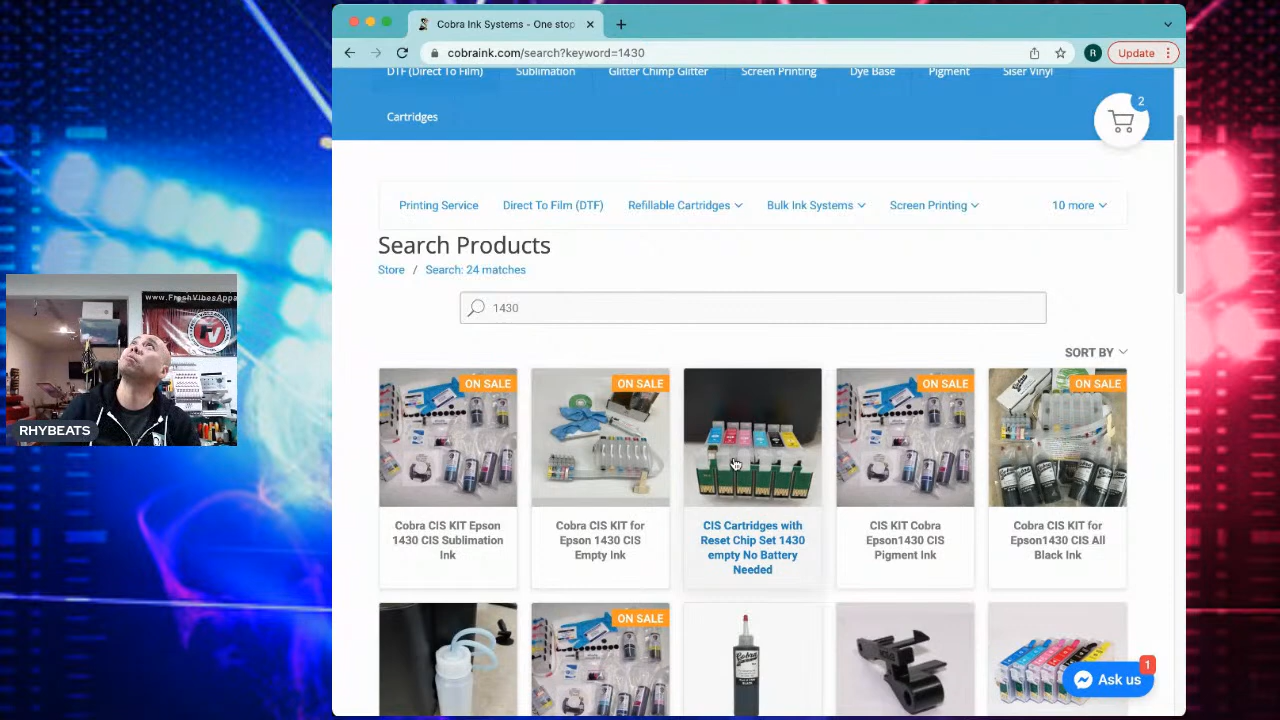 Cobra Ink Systems - One stop
cobraink.com/search?keyword=1430
R
Update
DTF (Direct To Film)
Sublimation
Glitter Chimp Glitter
Screen Printing
Dye Base
Pigment
Siser Vinyl
Cartridges
2
Printing Service
Direct To Film (DTF)
Refillable Cartridges
Bulk Ink Systems
Screen Printing
10 more
Search Products
Store / Search: 24 matches
1430
SORT BY
ON SALE
ON SALE
ON SALE
ON SALE
Cobra CIS KIT Epson
1430 CIS Sublimation
Ink
Cobra CIS KIT for
Epson 1430 CIS
Empty Ink
CIS Cartridges with
Reset Chip Set 1430
empty No Battery
Needed
CIS KIT Cobra
Epson1430 CIS
Pigment Ink
Cobra CIS KIT for
Epson1430 CIS All
Black Ink
ON SALE
Cobra
1
Ask us
www.FreshVibesAppa
FV
RHYBEATS